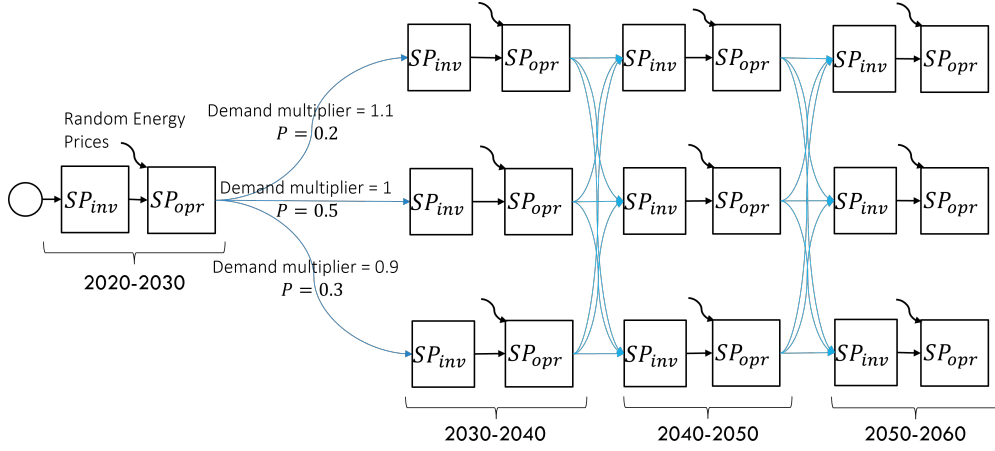 SP_inv SP_opr SP_inv SP_opr SP_inv SP_opr
Demand multiplier = 1.1
P = 0.2
Random Energy
Prices
SP_inv SP_opr
Demand multiplier = 1
P = 0.5
SP_inv SP_opr SP_inv SP_opr SP_inv SP_opr
Demand multiplier = 0.9
P = 0.3
2020-2030
SP_inv SP_opr SP_inv SP_opr SP_inv SP_opr
2030-2040
2040-2050
2050-2060